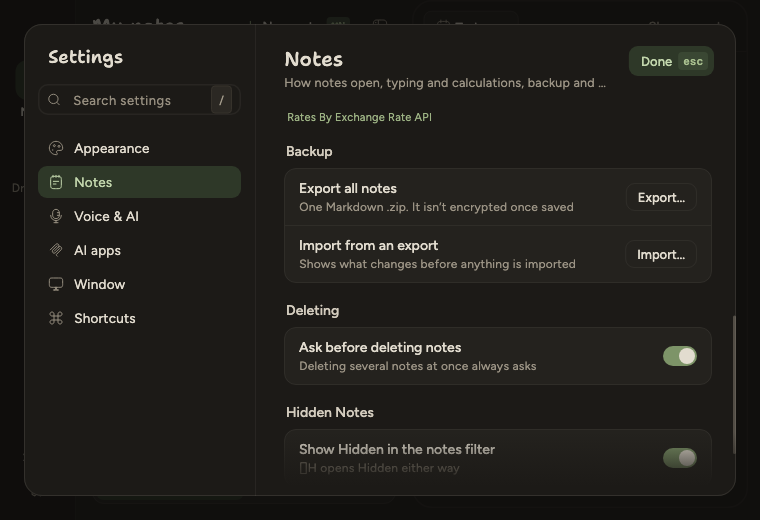 Settings
Search settings /
Appearance
Notes
Voice & AI
AI apps
Window
Shortcuts
Notes
How notes open, typing and calculations, backup and ...
Done esc
Rates By Exchange Rate API
Backup
Export all notes
One Markdown .zip. It isn’t encrypted once saved
Export…
Import from an export
Shows what changes before anything is imported
Import…
Deleting
Ask before deleting notes
Deleting several notes at once always asks
Hidden Notes
Show Hidden in the notes filter
H opens Hidden either way